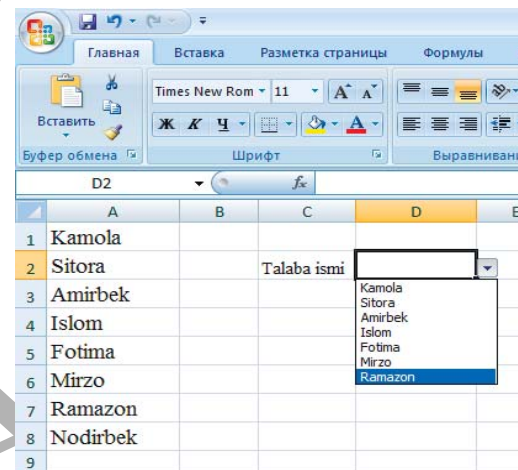 Главная Вставка Разметка страницы Формулы
Вставить
Times New Rom 11
Ж К Ч
Буфер обмена Шрифт Выравниван
D2 fx
A B C D E
1 Kamola
2 Sitora Talaba ismi
3 Amirbek
4 Islom
5 Fotima
6 Mirzo
7 Ramazon
8 Nodirbek
9
Kamola
Sitora
Amirbek
Islom
Fotima
Mirzo
Ramazon